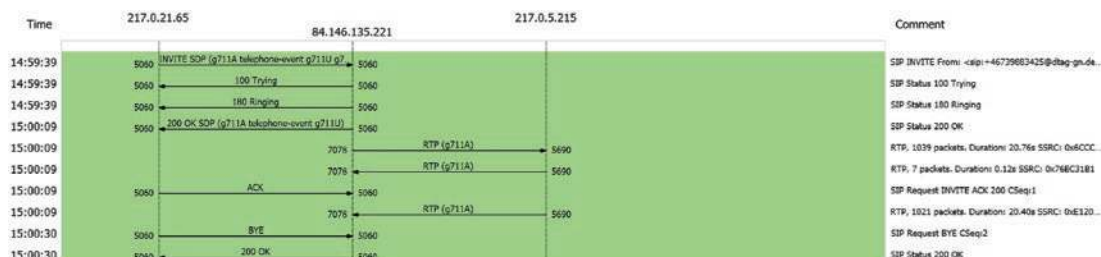 217.0.21.65 217.0.5.215
Time 84.146.135.221 Comment
14:59:39 5060 INVITE SDP (g711A telephone-event g711U g7... 5060 SIP INVITE From: <sip:+46739883425@dtag-gn.de...
14:59:39 5060 100 Trying 5060 SIP Status 100 Trying
14:59:39 5060 180 Ringing 5060 SIP Status 180 Ringing
15:00:09 5060 200 OK SDP (g711A telephone-event g711U) 5060 SIP Status 200 OK
15:00:09 7076 RTP (g711A) 5690 RTP, 1039 packets. Duration: 20.76s SSRC: 0x6CCC...
15:00:09 7076 RTP (g711A) 5690 RTP, 7 packets. Duration: 0.12s SSRC: 0x76EC31B1
15:00:09 5060 ACK 5060 SIP Request INVITE ACK 200 CSeq:1
15:00:09 7076 RTP (g711A) 5690 RTP, 1021 packets. Duration: 20.40s SSRC: 0xE120...
15:00:30 5060 BYE 5060 SIP Request BYE CSeq:2
15:00:30 5060 200 OK 5060 SIP Status 200 OK